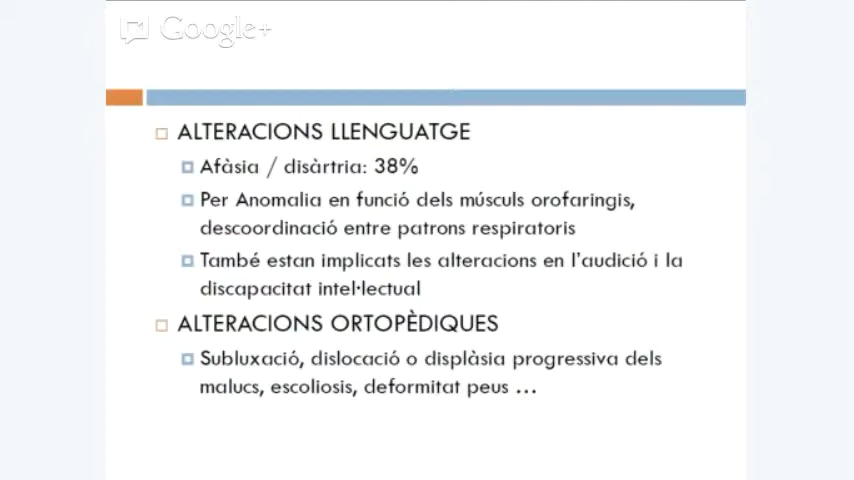 Google+
ALTERACIONS LLENGUATGE
Afàsia / disàrtria: 38%
Per Anomalia en funció dels músculs orofaringis,
descoordinació entre patrons respiratoris
També estan implicats les alteracions en l'audició i la
discapacitat intel·lectual
ALTERACIONS ORTOPÈDIQUES
Subluxació, dislocació o displàsia progressiva dels
malucs, escoliosis, deformitat peus ...